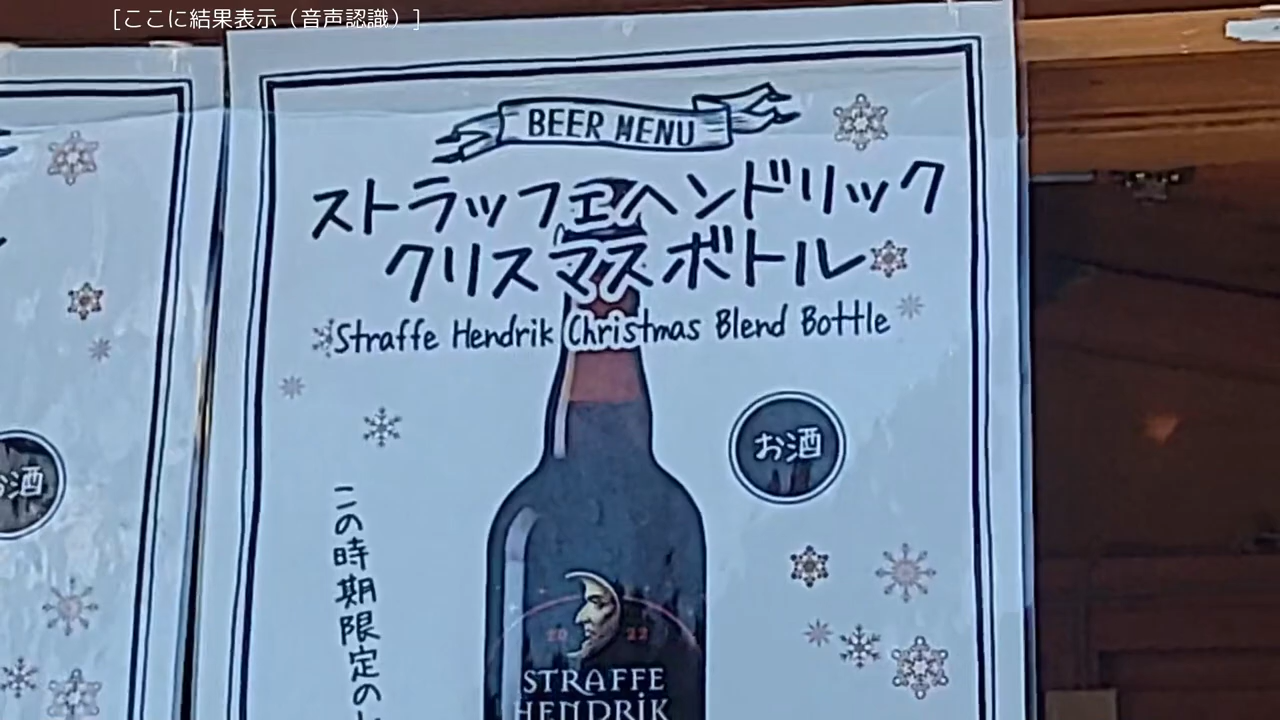 [ここに結果表示（音声認識）]
BEER MENU
ストラッフェヘンドリック
クリスマスボトル
Straffe Hendrik Christmas Blend Bottle
お酒
お酒
この時期限定の
20 22
STRAFFE
HENDRIK